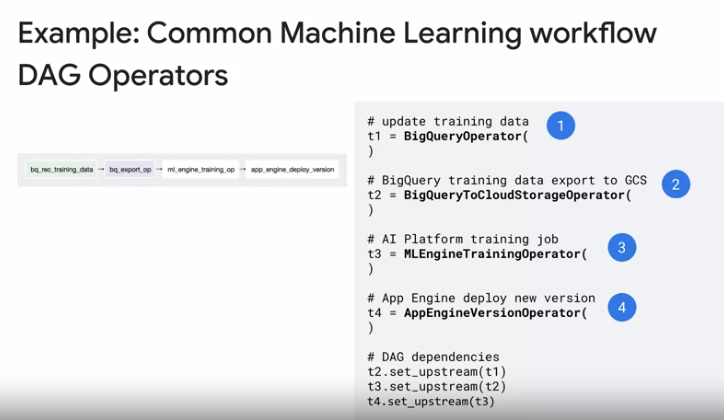 Example: Common Machine Learning workflow
DAG Operators
bq_rec_training_data → bq_export_op → ml_engine_training_op → app_engine_deploy_version
# update training data
t1 = BigQueryOperator(
)
1
# BigQuery training data export to GCS
t2 = BigQueryToCloudStorageOperator(
)
2
# AI Platform training job
t3 = MLEngineTrainingOperator(
)
3
# App Engine deploy new version
t4 = AppEngineVersionOperator(
)
4
# DAG dependencies
t2.set_upstream(t1)
t3.set_upstream(t2)
t4.set_upstream(t3)